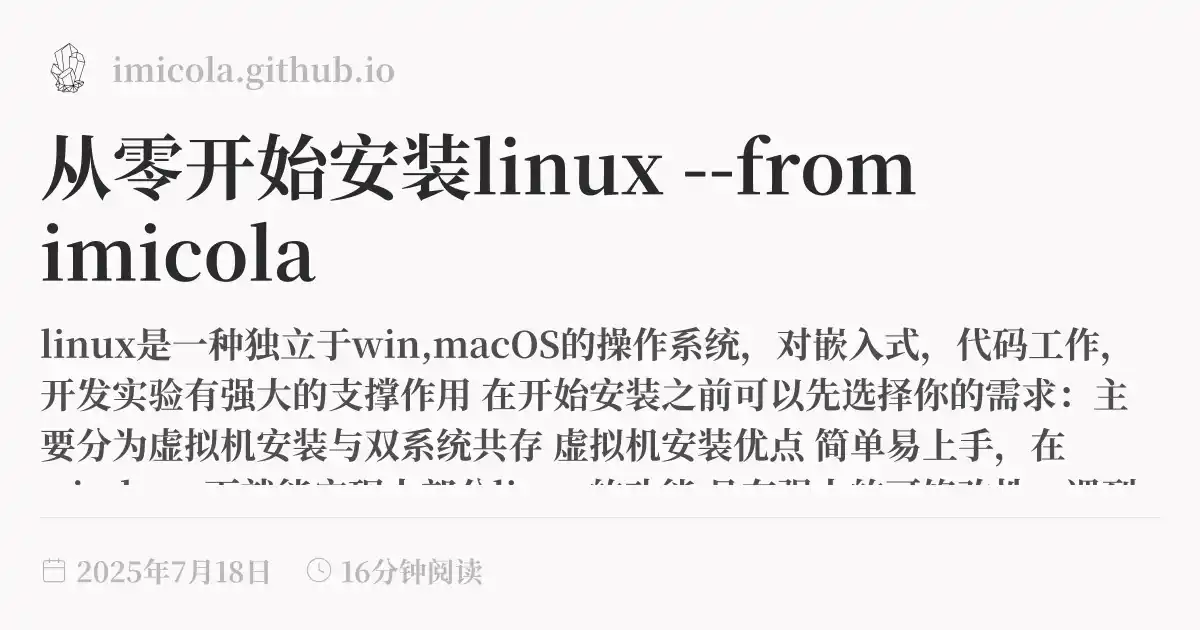 imicola.github.io
从零开始安装linux --from
imicola
linux是一种独立于win,macOS的操作系统，对嵌入式，代码工作，
开发实验有强大的支撑作用 在开始安装之前可以先选择你的需求：主
要分为虚拟机安装与双系统共存 虚拟机安装优点 简单易上手，在
2025年7月18日
16分钟阅读